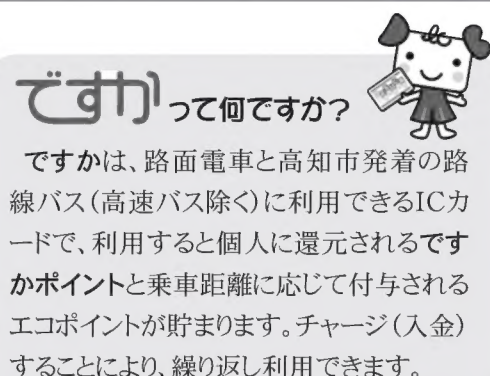 ですかって何ですか?
ですかは、路面電車と高知市発着の路
線バス(高速バス除く)に利用できるICカ
ードで、利用すると個人に還元されるです
かポイントと乗車距離に応じて付与される
エコポイントが貯まります。チャージ(入金)
することにより、繰り返し利用できます。